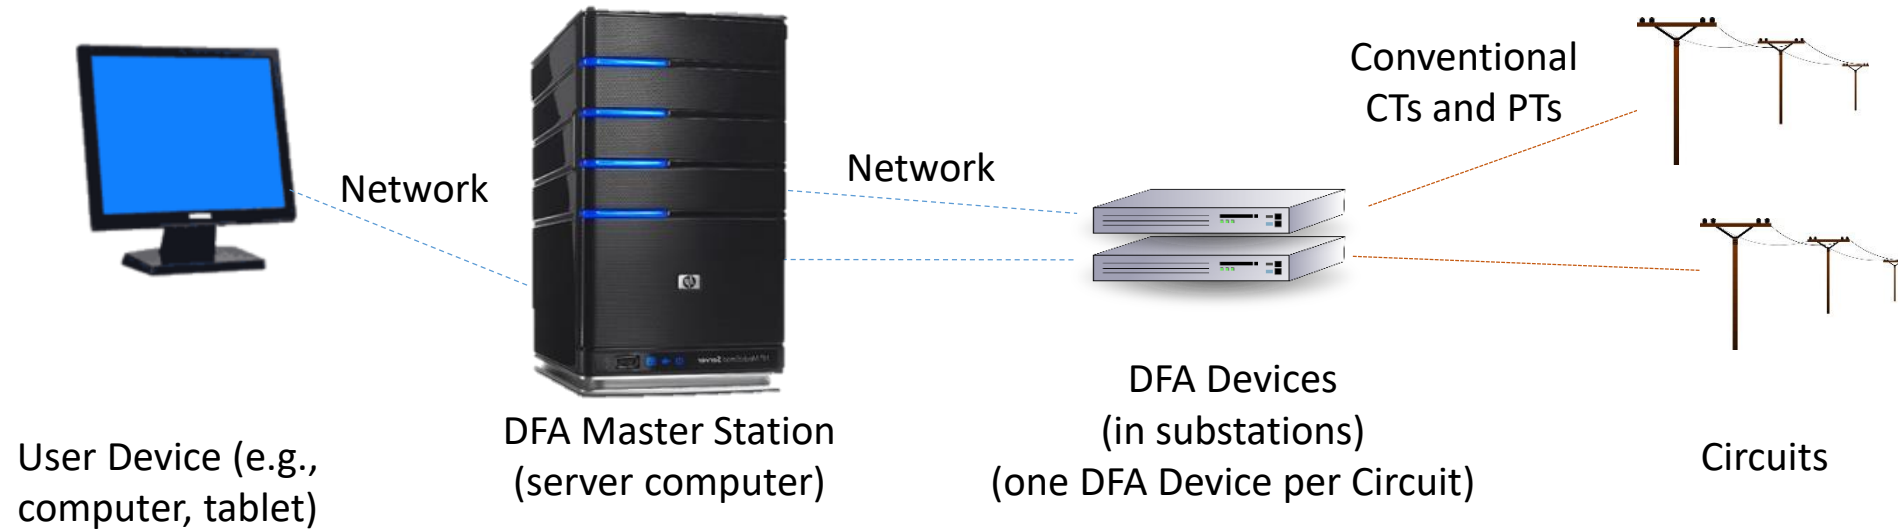 Conventional
CTs and PTs
Network
Network
hp
DFA Devices
(in substations)
(one DFA Device per Circuit)
DFA Master Station
(server computer)
User Device (e.g.,
computer, tablet)
Circuits